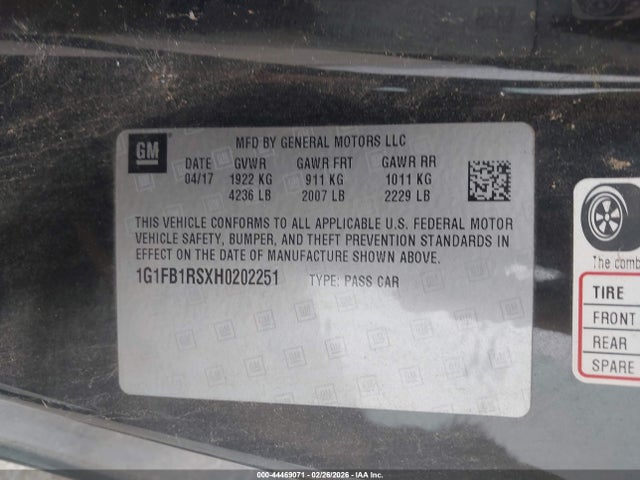 GM
MFD BY GENERAL MOTORS LLC
DATE GVWR GAWR FRT GAWR RR
04/17 1922 KG 911 KG 1011 KG
4236 LB 2007 LB 2229 LB
THIS VEHICLE CONFORMS TO ALL APPLICABLE U.S. FEDERAL MOTOR
VEHICLE SAFETY, BUMPER, AND THEFT PREVENTION STANDARDS IN
EFFECT ON THE DATE OF MANUFACTURE SHOWN ABOVE.
1G1FB1RSXH0202251 TYPE: PASS CAR
The comb
TIRE
FRONT
REAR
SPARE
000-44469071 - 02/26/2026 - IAA Inc.